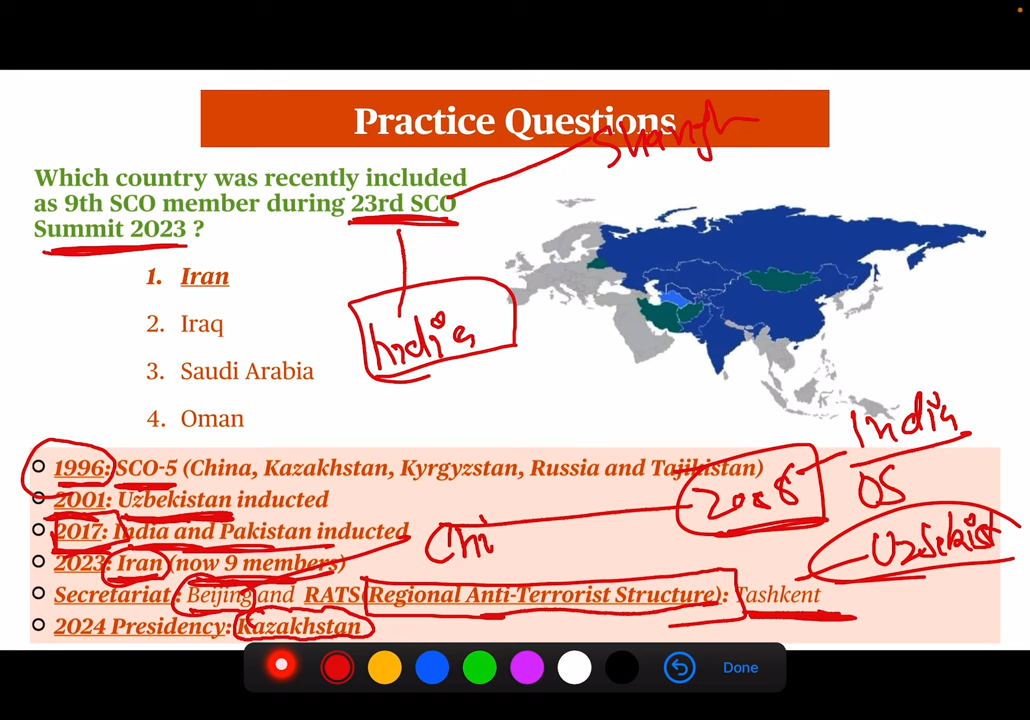 Practice Questions
Shangh
Which country was recently included
as 9th SCO member during 23rd SCO
Summit 2023 ?
1. Iran
2. Iraq
India
3. Saudi Arabia
4. Oman
India
1996: SCO-5 (China, Kazakhstan, Kyrgyzstan, Russia and Tajikistan)
2001: Uzbekistan inducted
2017: India and Pakistan inducted
Chi
2023: Iran (now 9 members)
Secretariat : Beijing and RATS(Regional Anti-Terrorist Structure): Tashkent
2024 Presidency: Kazakhstan
Done